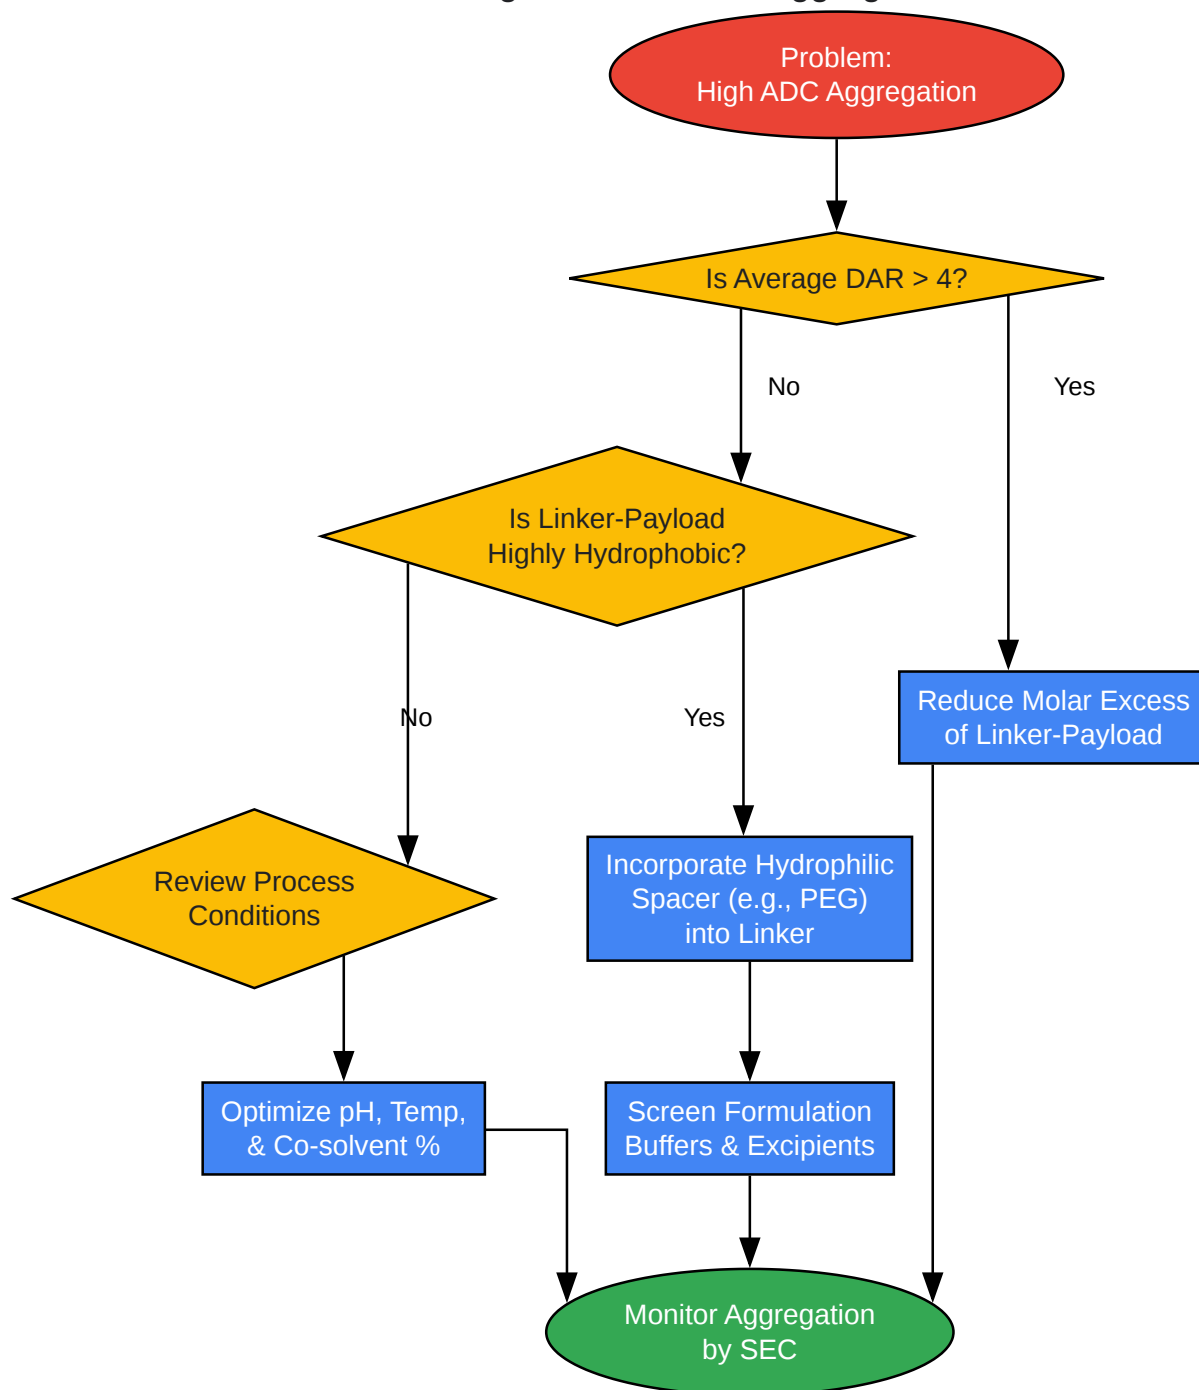 Problem:
High ADC Aggregation
Is Average DAR > 4?
No
Yes
Is Linker-Payload
Highly Hydrophobic?
No
Yes
Reduce Molar Excess
of Linker-Payload
Review Process
Conditions
Incorporate Hydrophilic
Spacer (e.g., PEG)
into Linker
Optimize pH, Temp,
& Co-solvent %
Screen Formulation
Buffers & Excipients
Monitor Aggregation
by SEC